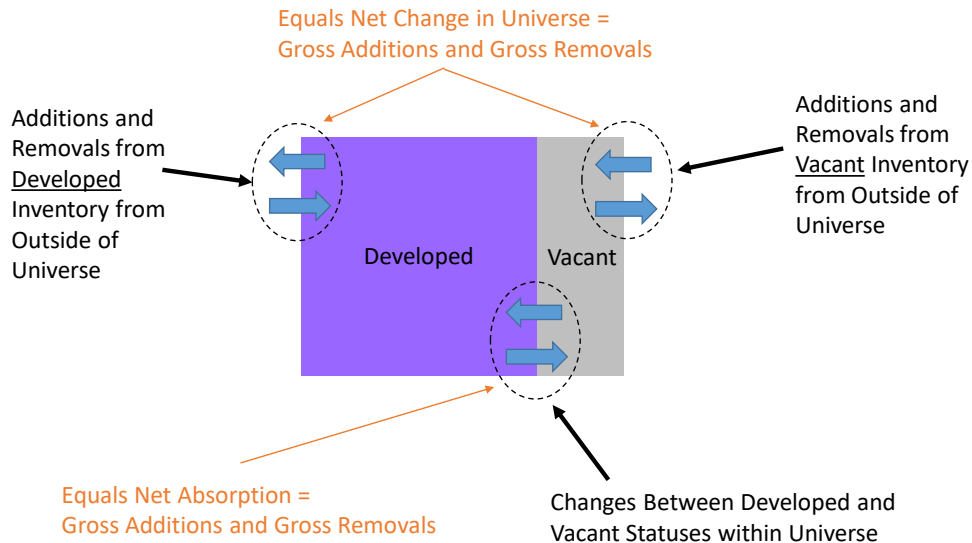 Equals Net Change in Universe =
Gross Additions and Gross Removals
Additions and
Removals from
Developed
Inventory from
Outside of
Universe
Additions and
Removals from
Vacant Inventory
from Outside of
Universe
Developed
Vacant
Equals Net Absorption =
Gross Additions and Gross Removals
Changes Between Developed and
Vacant Statuses within Universe